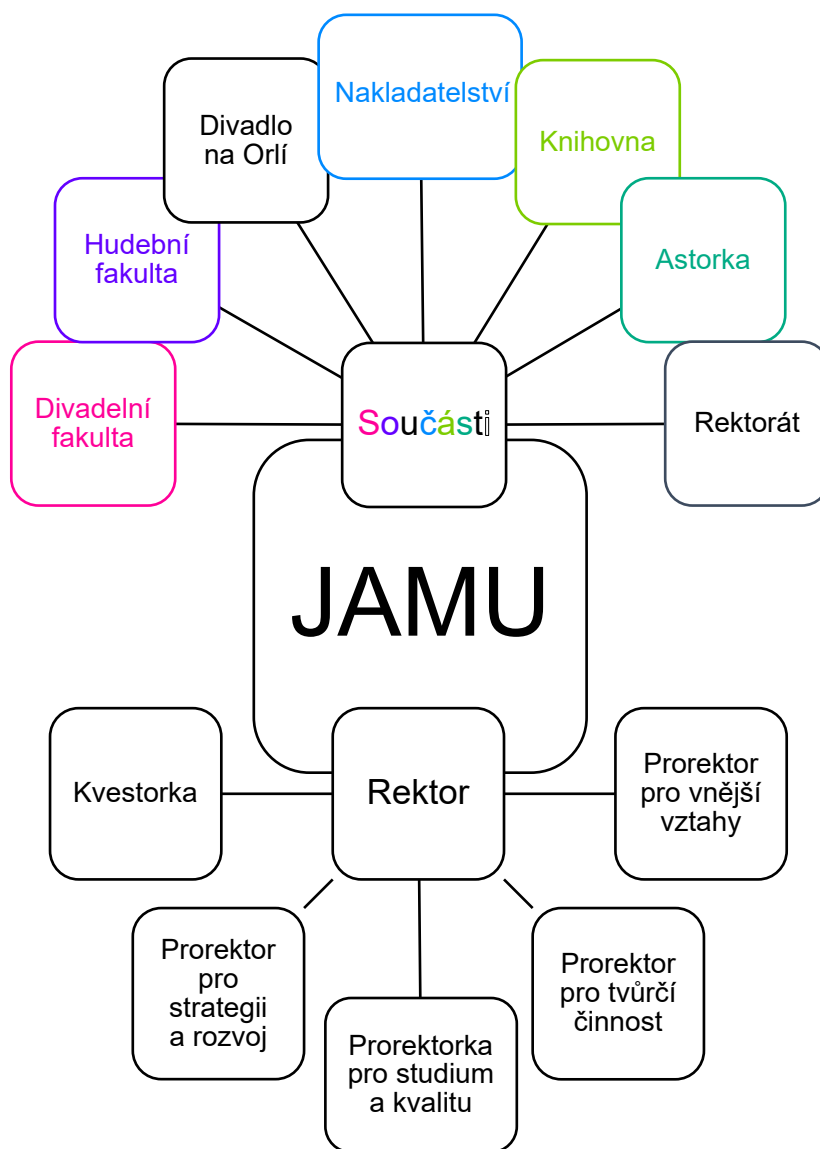 Nakladatelství
Divadlo
na Orlí
Knihovna
Hudební
fakulta
Astorka
Divadelní
fakulta
Součásti
Rektorát
JAMU
Kvestorka
Rektor
Prorektor
pro vnější
vztahy
Prorektor
pro
strategii
a rozvoj
Prorektorka
pro studium
a kvalitu
Prorektor
pro tvůrčí
činnost